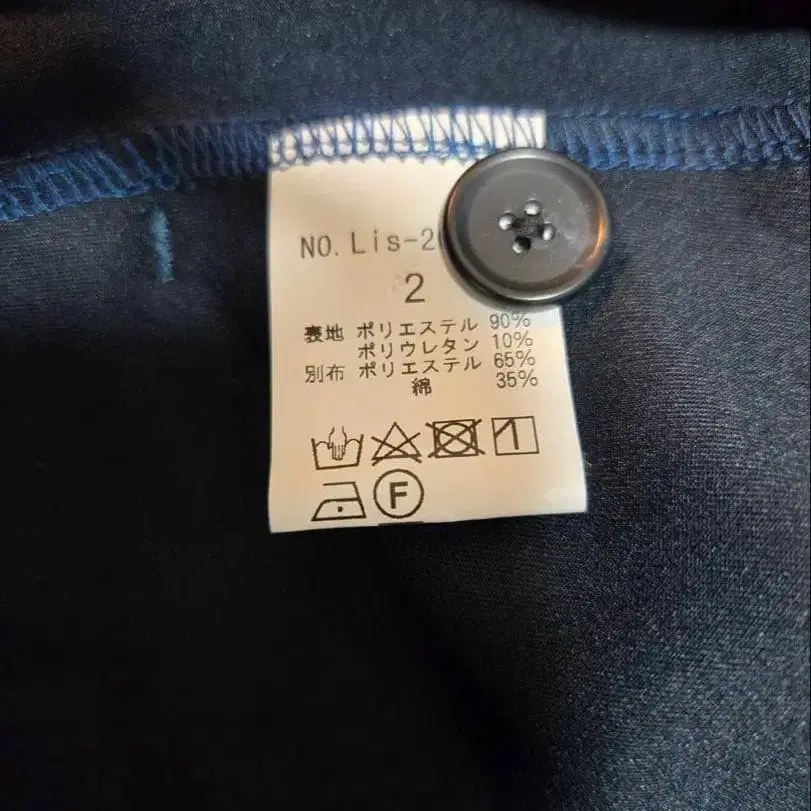 NO. Lis-2
2
表地 ポリエステル 90%
ポリウレタン 10%
別布 ポリエステル 65%
綿 35%
F